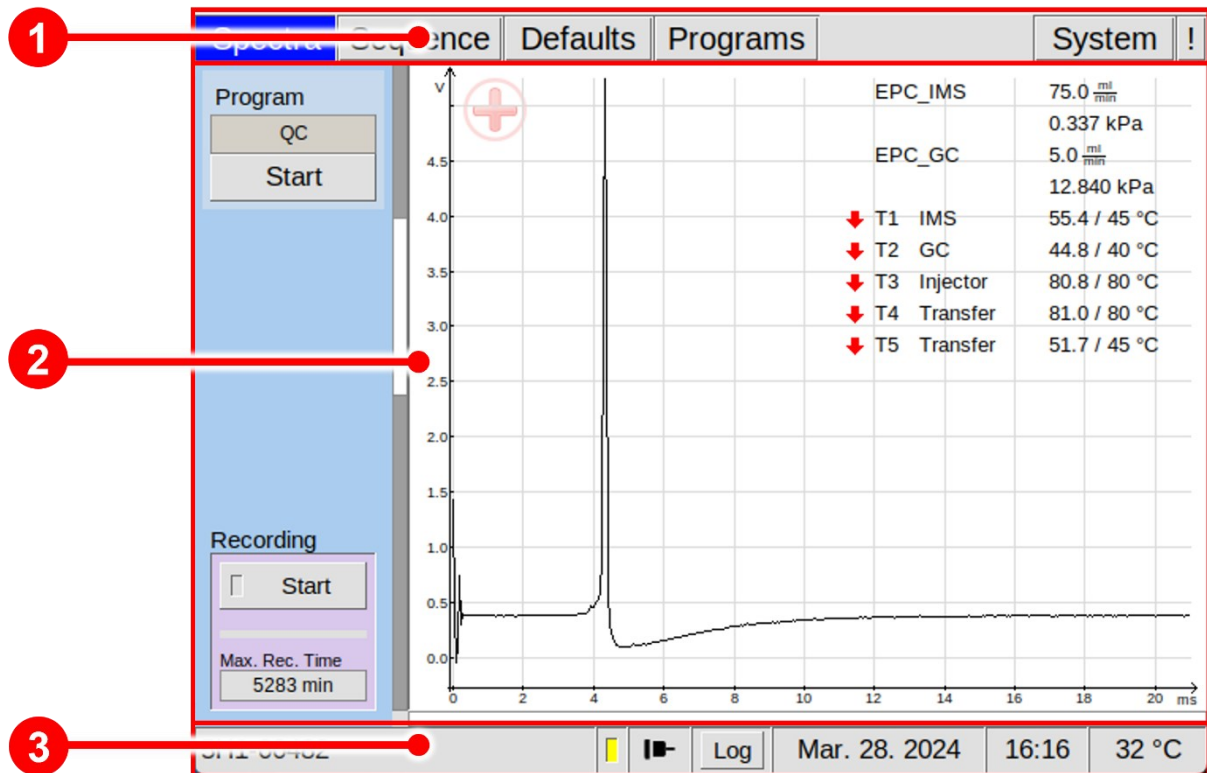 1
Spectra Sequence Defaults Programs System !
Program
QC
Start
V
4.5
4.0
3.5
3.0
2.5
2.0
1.5
1.0
0.5
0.0
0 2 4 6 8 10 12 14 16 18 20 ms
EPC_IMS 75.0 ml/min
0.337 kPa
EPC_GC 5.0 ml/min
12.840 kPa
T1 IMS 55.4 / 45 °C
T2 GC 44.8 / 40 °C
T3 Injector 80.8 / 80 °C
T4 Transfer 81.0 / 80 °C
T5 Transfer 51.7 / 45 °C
2
Recording
Start
Max. Rec. Time
5283 min
3
Log Mar. 28. 2024 16:16 32 °C